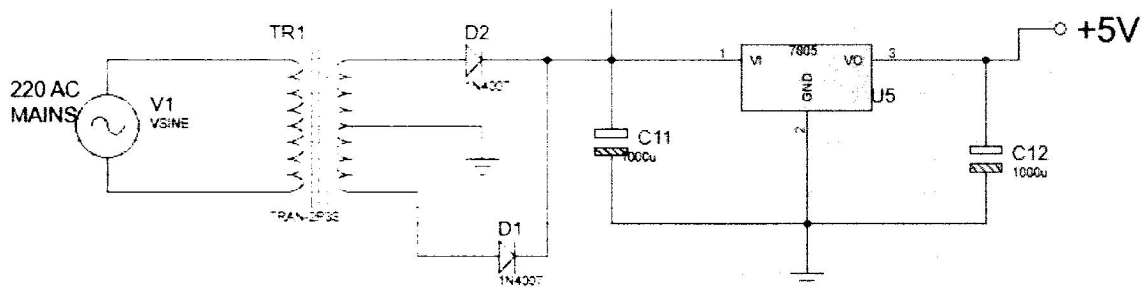 220 AC
MAINS
V1
VSINE
TR1
TRAN-2P3S
D2
1N4007
D1
1N4007
C11
1000u
1
VI
7805
VO
3
GND
2
U5
C12
1000u
+5V